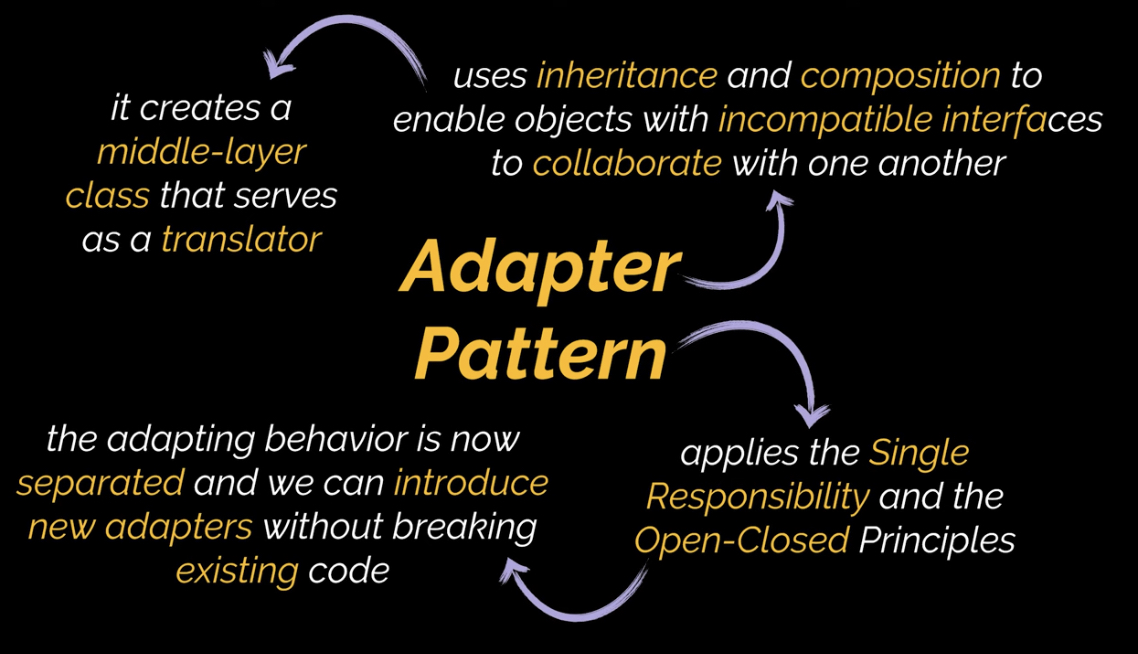 Adapter
Pattern
uses inheritance and composition to
enable objects with incompatible interfaces
to collaborate with one another
it creates a
middle-layer
class that serves
as a translator
applies the Single
Responsibility and the
Open-Closed Principles
the adapting behavior is now
separated and we can introduce
new adapters without breaking
existing code